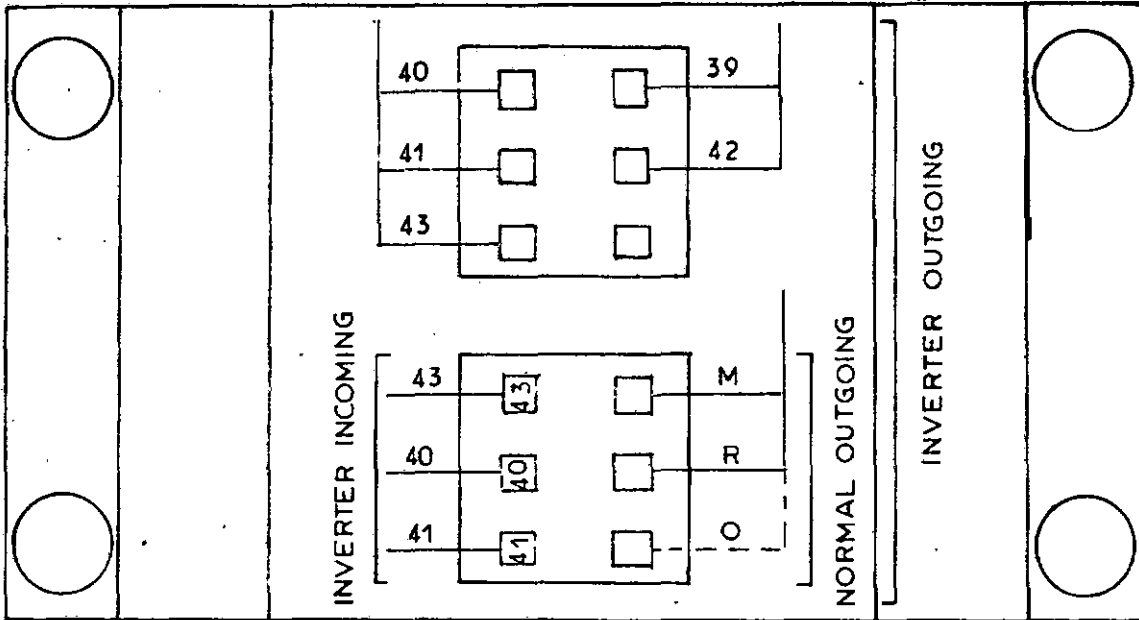 40
39
41
42
43
INVERTER INCOMING
43
43
M
40
40
R
41
41
O
NORMAL OUTGOING
INVERTER OUTGOING